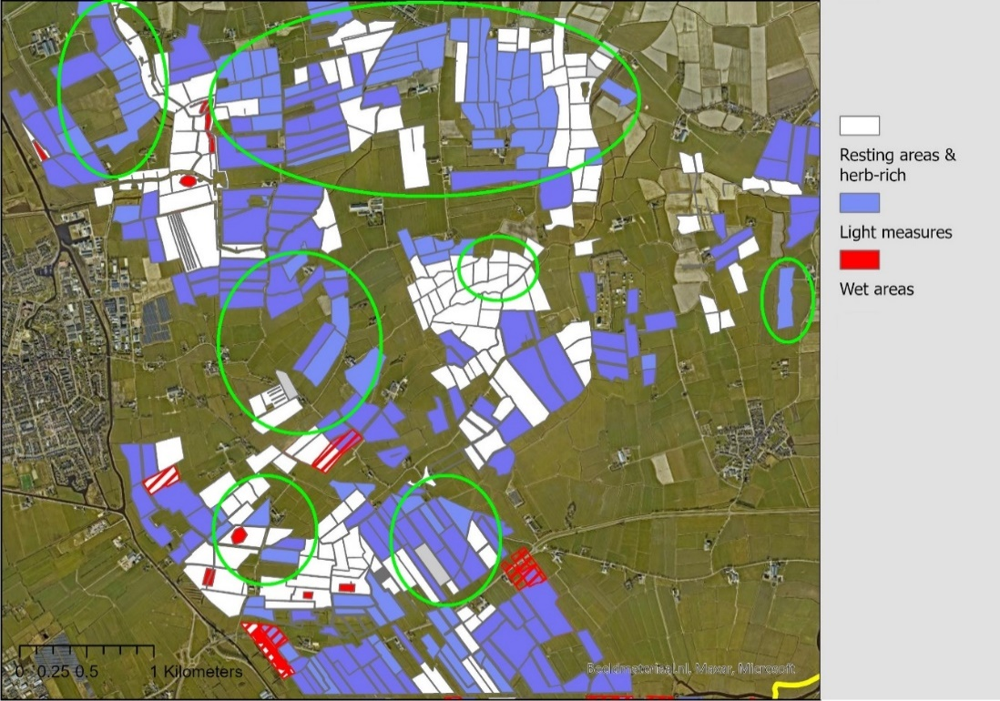 Resting areas &
herb-rich
Light measures
Wet areas
0 0.25 0.5 1 Kilometers
Beeldmateriaal.nl, Maxar, Microsoft